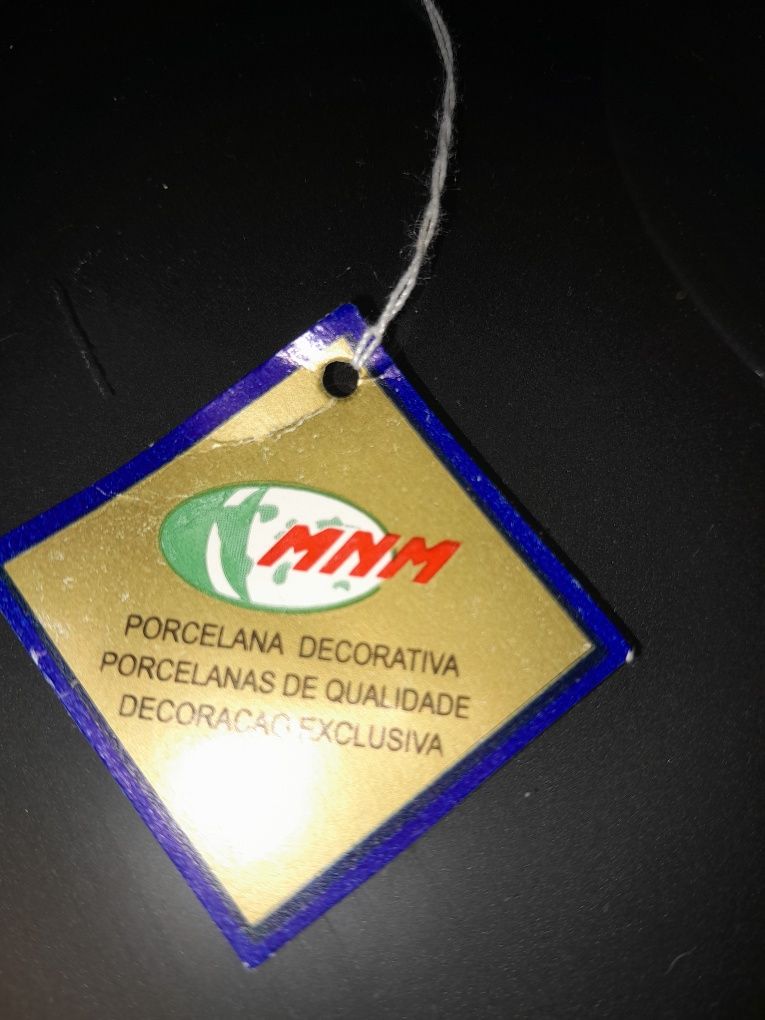 MNM
PORCELANA DECORATIVA
PORCELANAS DE QUALIDADE
DECORACAO EXCLUSIVA